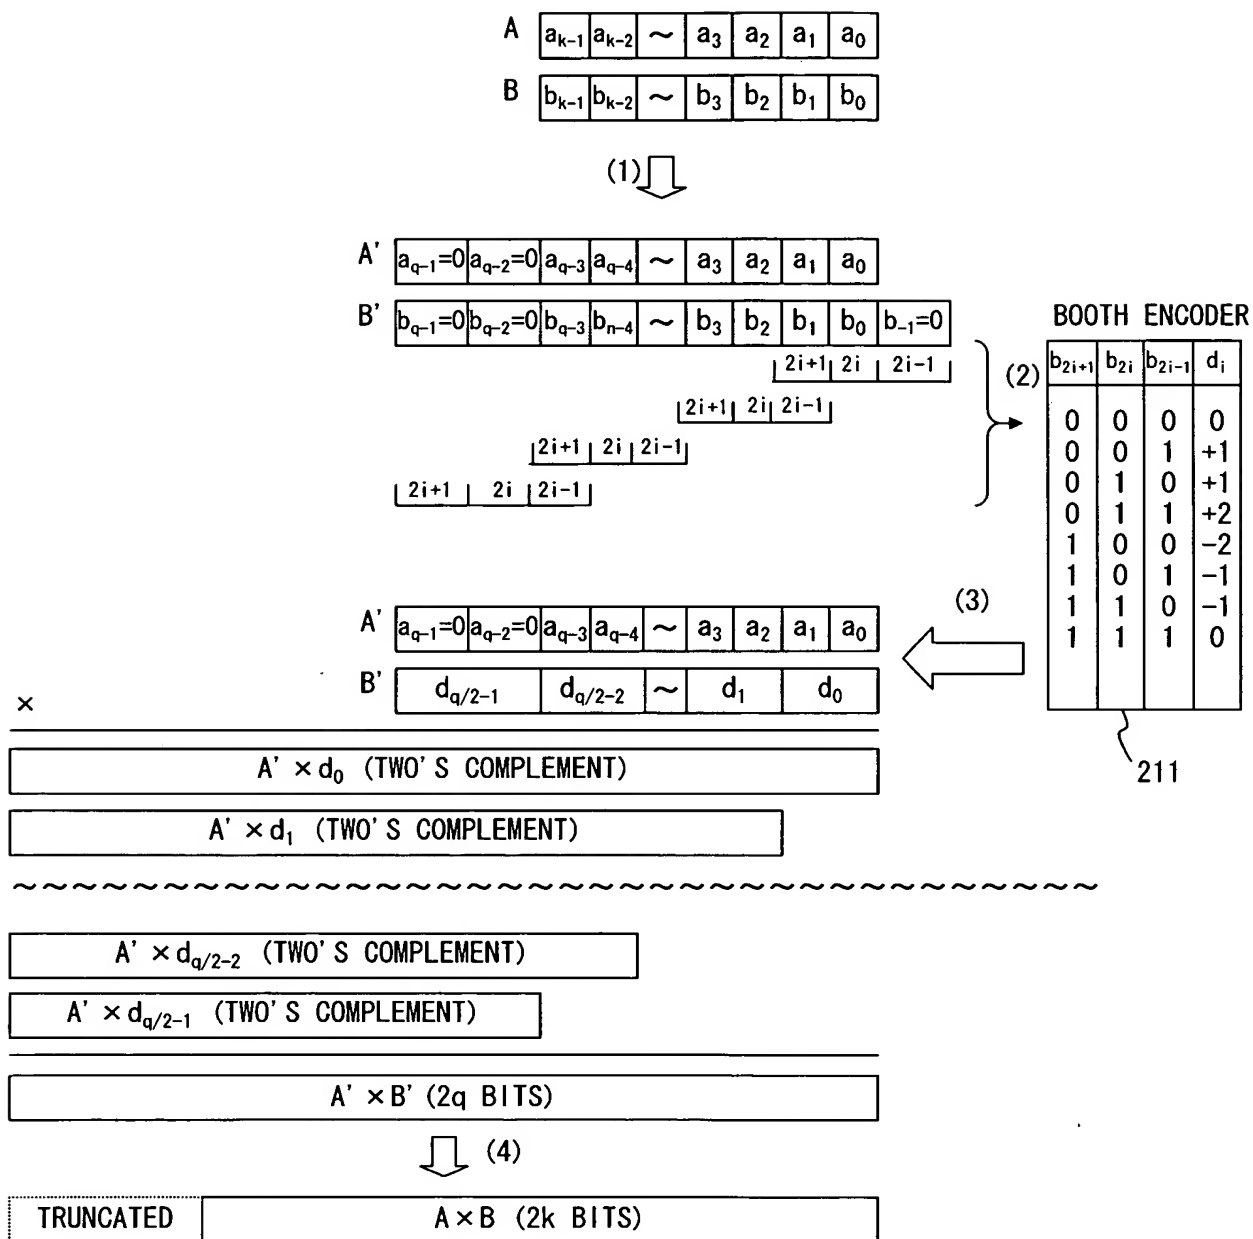 A a_{k-1} a_{k-2} ~ a_3 a_2 a_1 a_0
B b_{k-1} b_{k-2} ~ b_3 b_2 b_1 b_0
(1)
A' a_{q-1}=0 a_{q-2}=0 a_{q-3} a_{q-4} ~ a_3 a_2 a_1 a_0
B' b_{q-1}=0 b_{q-2}=0 b_{q-3} b_{n-4} ~ b_3 b_2 b_1 b_0 b_{-1}=0
2i+1 2i 2i-1
2i+1 2i 2i-1
2i+1 2i 2i-1
2i+1 2i 2i-1
(2)
BOOTH ENCODER
b_{2i+1} b_{2i} b_{2i-1} d_i
0 0 0 0
0 0 1 +1
0 1 0 +1
0 1 1 +2
1 0 0 -2
1 0 1 -1
1 1 0 -1
1 1 1 0
211
(3)
A' a_{q-1}=0 a_{q-2}=0 a_{q-3} a_{q-4} ~ a_3 a_2 a_1 a_0
× B' d_{q/2-1} d_{q/2-2} ~ d_1 d_0
A' × d_0 (TWO'S COMPLEMENT)
A' × d_1 (TWO'S COMPLEMENT)
A' × d_{q/2-2} (TWO'S COMPLEMENT)
A' × d_{q/2-1} (TWO'S COMPLEMENT)
A' × B' (2q BITS)
(4)
TRUNCATED A × B (2k BITS)